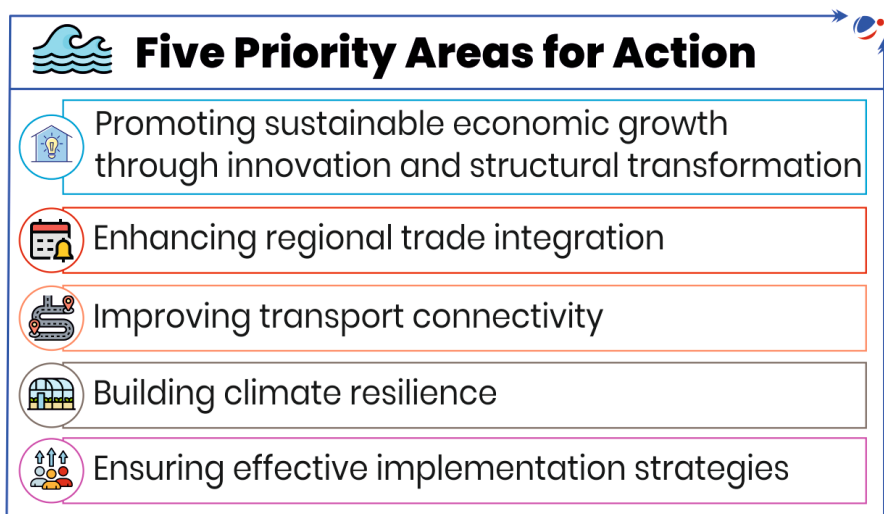 Five Priority Areas for Action
Promoting sustainable economic growth
through innovation and structural transformation
Enhancing regional trade integration
Improving transport connectivity
Building climate resilience
Ensuring effective implementation strategies